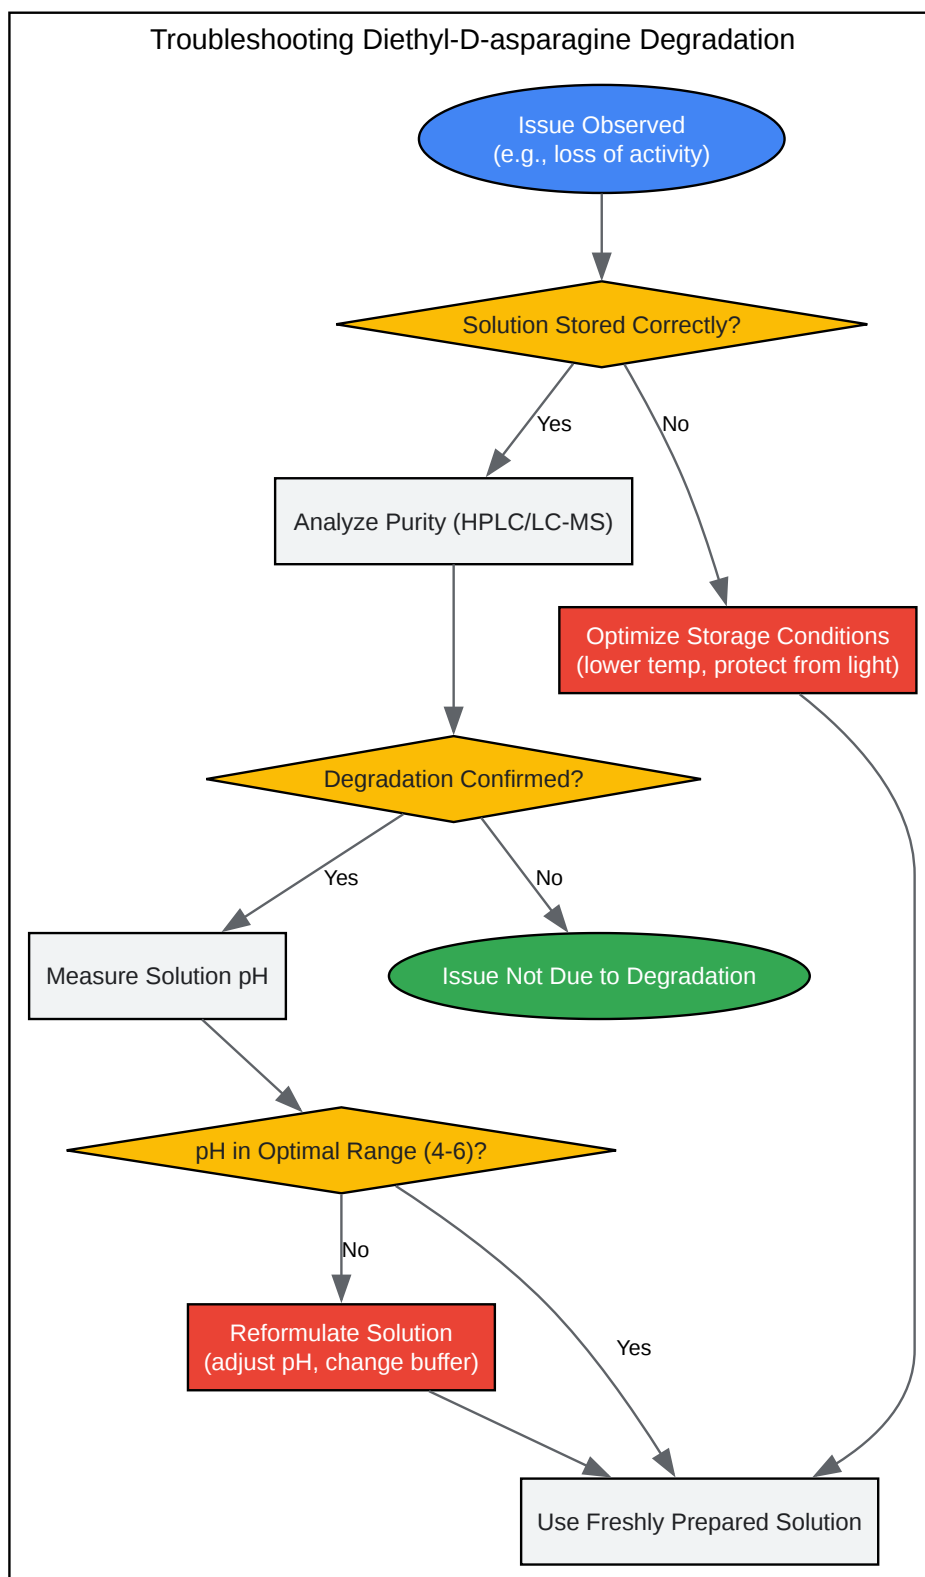 Troubleshooting Diethyl-D-asparagine Degradation
Issue Observed
(e.g., loss of activity)
Solution Stored Correctly?
Yes
No
Analyze Purity (HPLC/LC-MS)
Optimize Storage Conditions
(lower temp, protect from light)
Degradation Confirmed?
Yes
No
Measure Solution pH
Issue Not Due to Degradation
pH in Optimal Range (4-6)?
No
Yes
Reformulate Solution
(adjust pH, change buffer)
Use Freshly Prepared Solution